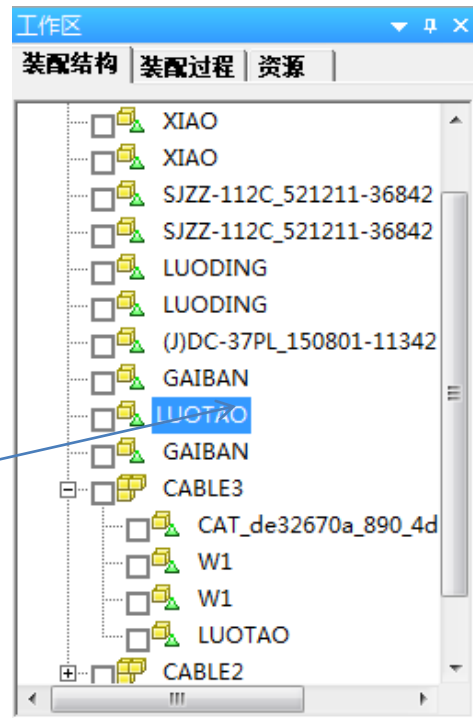 工作区
装配结构 装配过程 资源
XIAO
XIAO
SJZZ-112C_521211-36842
SJZZ-112C_521211-36842
LUODING
LUODING
(J)DC-37PL_150801-11342
GAIBAN
LUOTAO
GAIBAN
CABLE3
CAT_de32670a_890_4d
W1
W1
LUOTAO
CABLE2